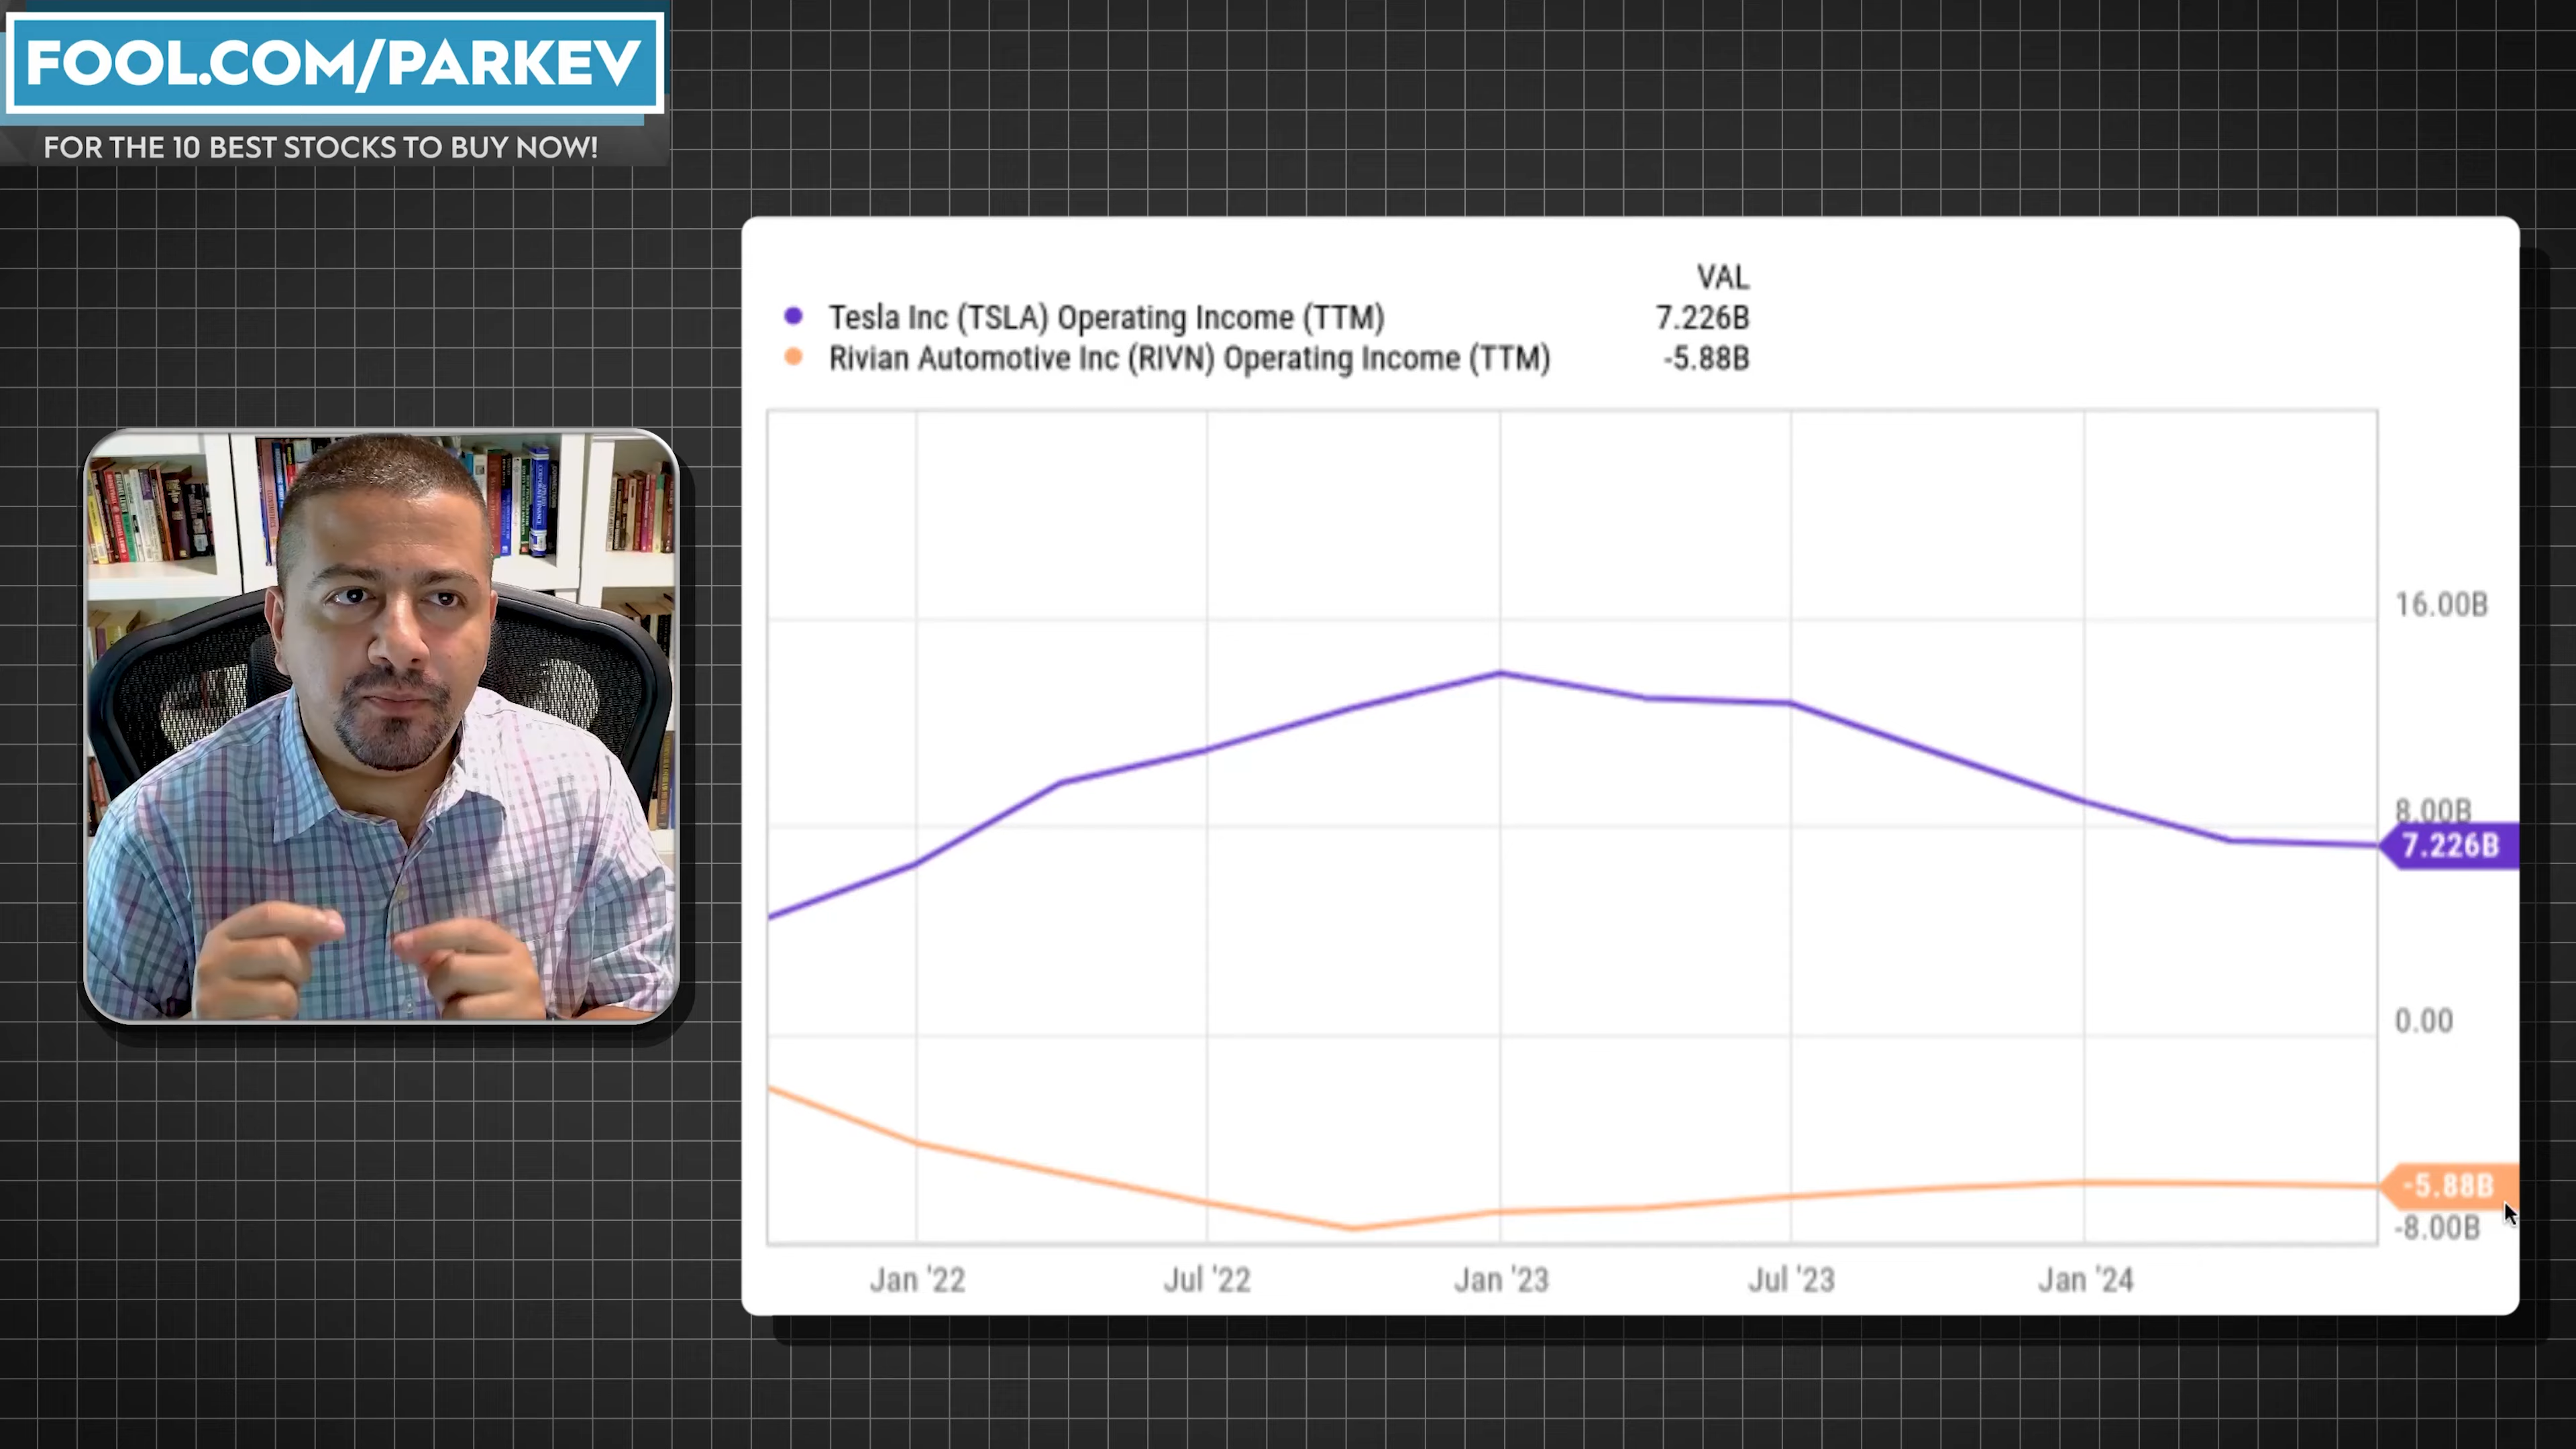 FOOL.COM/PARKEV
FOR THE 10 BEST STOCKS TO BUY NOW!
VAL
Tesla Inc (TSLA) Operating Income (TTM) 7.226B
Rivian Automotive Inc (RIVN) Operating Income (TTM) -5.88B
16.00B
8.00B
7.226B
0.00
-5.88B
-8.00B
Jan '22 Jul '22 Jan '23 Jul '23 Jan '24